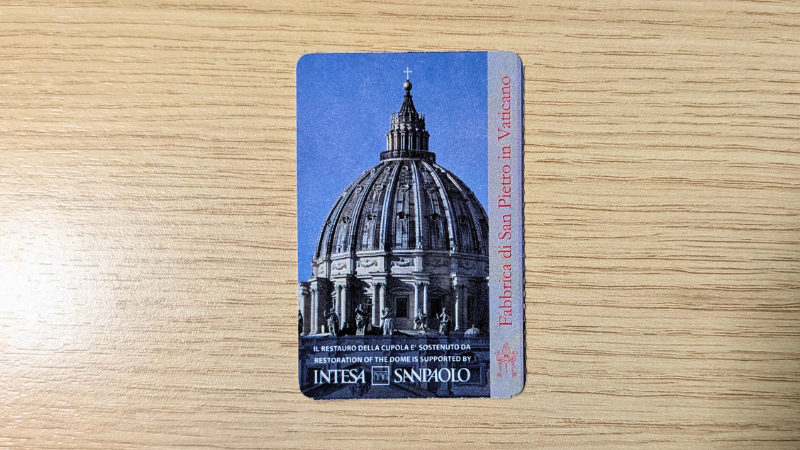 Fabbrica di San Pietro in Vaticano
IL RESTAURO DELLA CUPOLA E' SOSTENUTO DA
RESTORATION OF THE DOME IS SUPPORTED BY
INTESA SANPAOLO